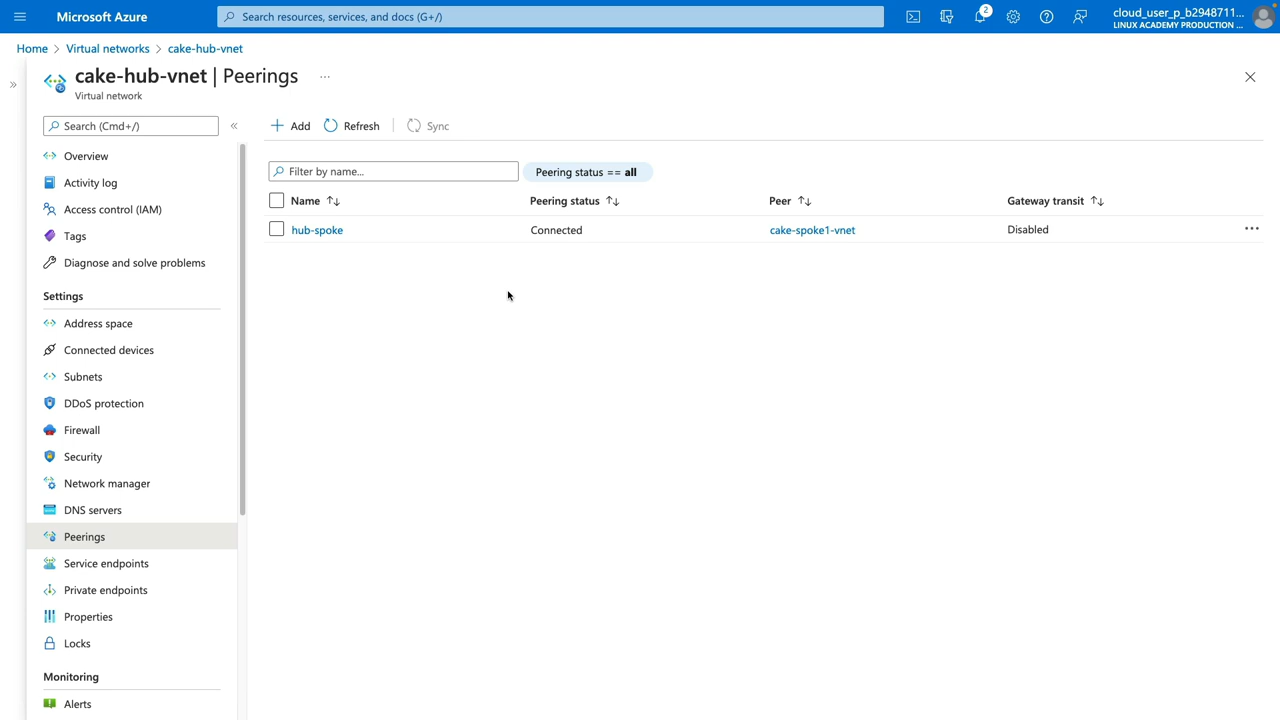 Microsoft Azure
Search resources, services, and docs (G+/)
2
cloud_user_p_b2948711...
LINUX ACADEMY PRODUCTION ...
Home > Virtual networks > cake-hub-vnet
cake-hub-vnet | Peerings ...
Virtual network
Search (Cmd+/)
Overview
Activity log
Access control (IAM)
Tags
Diagnose and solve problems
Settings
Address space
Connected devices
Subnets
DDoS protection
Firewall
Security
Network manager
DNS servers
Peerings
Service endpoints
Private endpoints
Properties
Locks
Monitoring
Alerts
Add Refresh Sync
Filter by name...
Peering status == all
Name Peering status Peer Gateway transit
hub-spoke Connected cake-spoke1-vnet Disabled